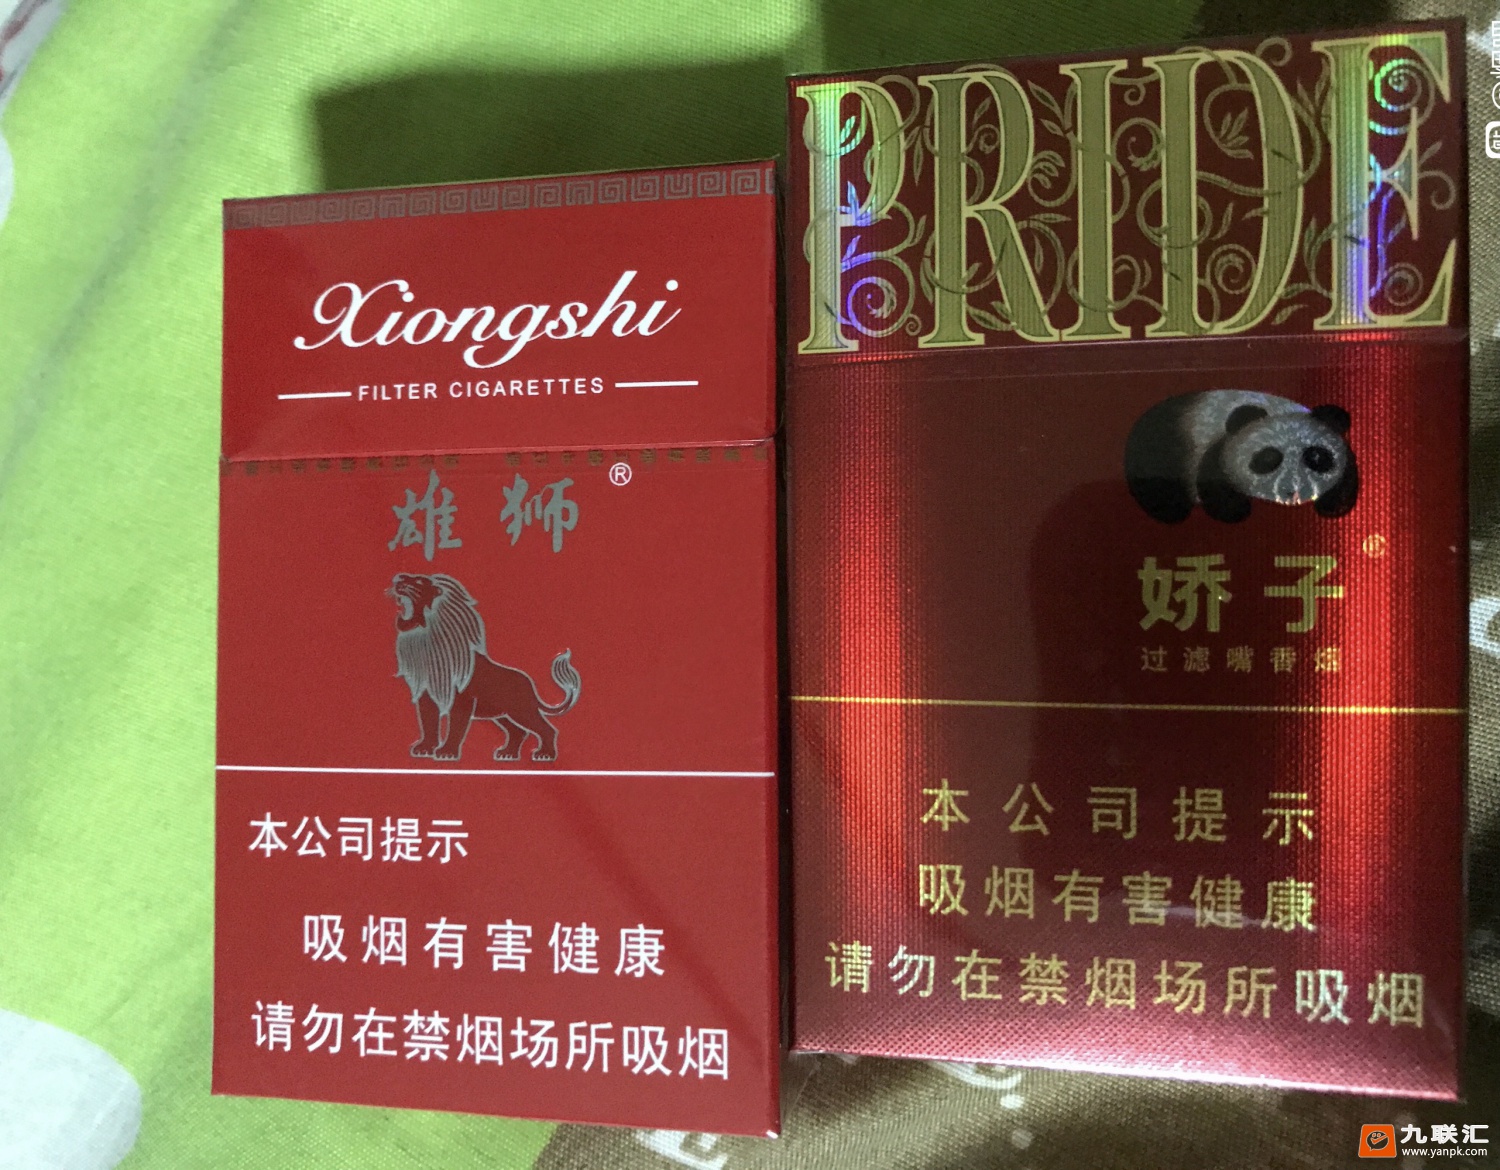 Xiongshi
FILTER CIGARETTES
雄狮®
本公司提示
吸烟有害健康
请勿在禁烟场所吸烟
PRIDE
娇子®
过滤嘴香烟
本公司提示
吸烟有害健康
请勿在禁烟场所吸烟
九联汇
www.yanpk.com